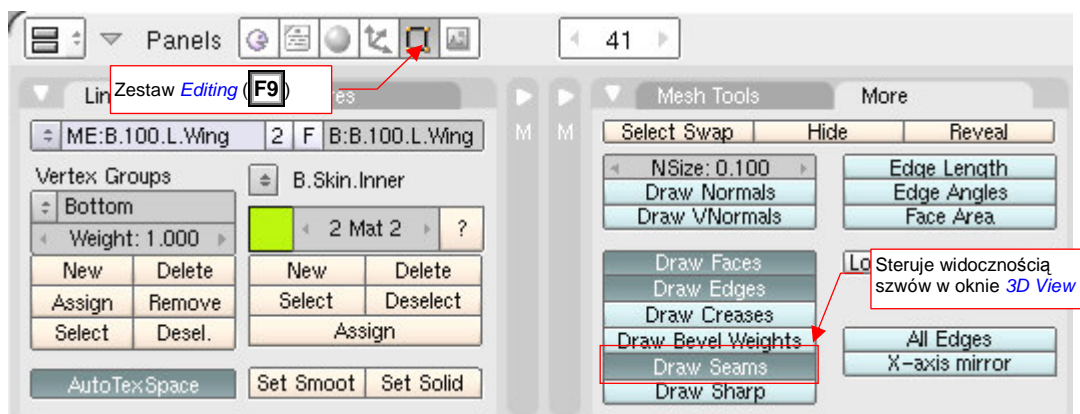 Panels
41
Zestaw Editing (F9)
Lin
es
Mesh Tools
More
M
M
ME:B.100.L.Wing
2
F
B:B.100.L.Wing
Select Swap
Hide
Reveal
Vertex Groups
B.Skin.Inner
NSize: 0.100
Edge Length
Bottom
Draw Normals
Edge Angles
Weight: 1.000
2 Mat 2
?
Draw VNormals
Face Area
New
Delete
New
Delete
Draw Faces
Lo
Steruje widocznością
szwów w oknie 3D View
Assign
Remove
Select
Deselect
Draw Edges
Draw Creases
Select
Desel.
Assign
Draw Bevel Weights
All Edges
AutoTexSpace
Set Smoot
Set Solid
Draw Seams
X-axis mirror
Draw Sharp